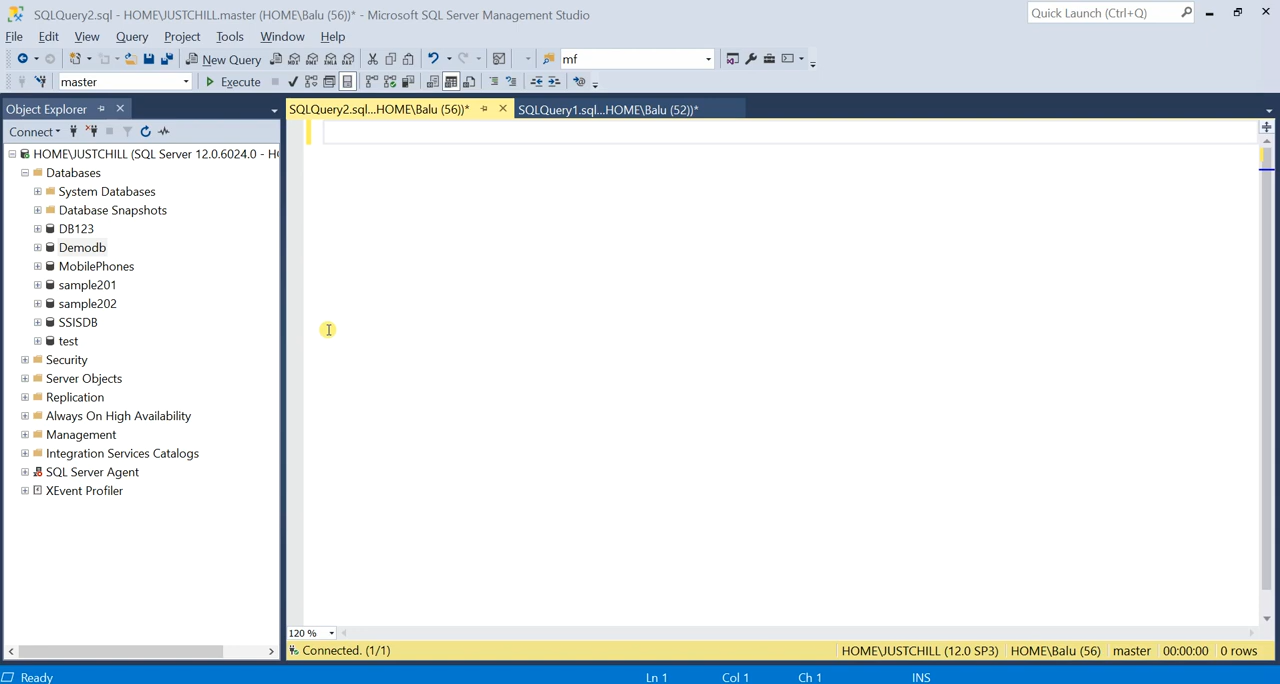 SQLQuery2.sql - HOME\JUSTCHILL.master (HOME\Balu (56))* - Microsoft SQL Server Management Studio
Quick Launch (Ctrl+Q)
File Edit View Query Project Tools Window Help
New Query mf
master Execute
Object Explorer
SQLQuery2.sql...HOME\Balu (56))* SQLQuery1.sql...HOME\Balu (52))*
Connect
HOME\JUSTCHILL (SQL Server 12.0.6024.0 - H
Databases
System Databases
Database Snapshots
DB123
Demodb
MobilePhones
sample201
sample202
SSISDB
test
Security
Server Objects
Replication
Always On High Availability
Management
Integration Services Catalogs
SQL Server Agent
XEvent Profiler
120 %
Connected. (1/1) HOME\JUSTCHILL (12.0 SP3) HOME\Balu (56) master 00:00:00 0 rows
Ready Ln 1 Col 1 Ch 1 INS